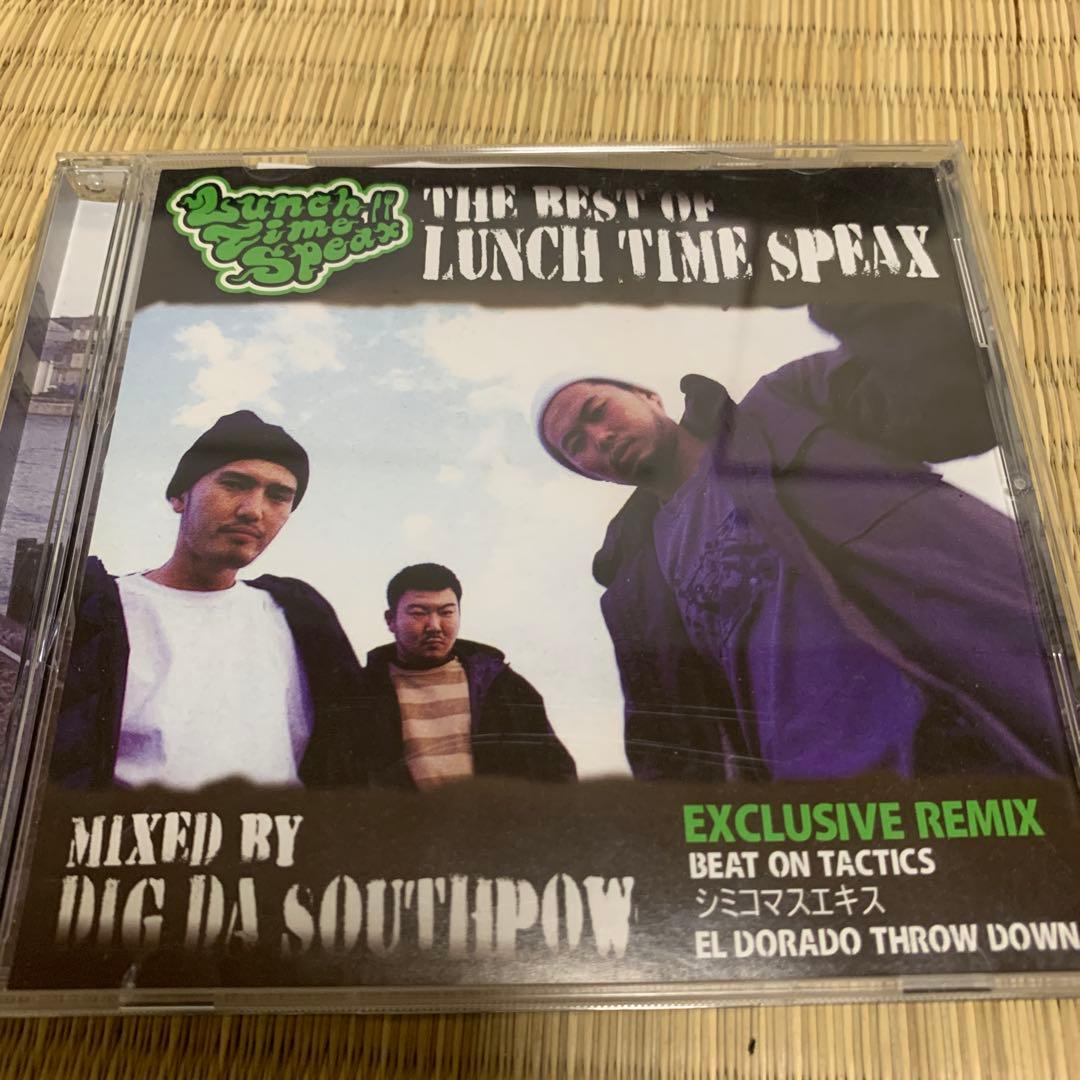 Lunch
Time
Speax
THE BEST OF
LUNCH TIME SPEAX
MIXED BY
DIG DA SOUTHPOW
EXCLUSIVE REMIX
BEAT ON TACTICS
シミコマスエキス
EL DORADO THROW DOWN